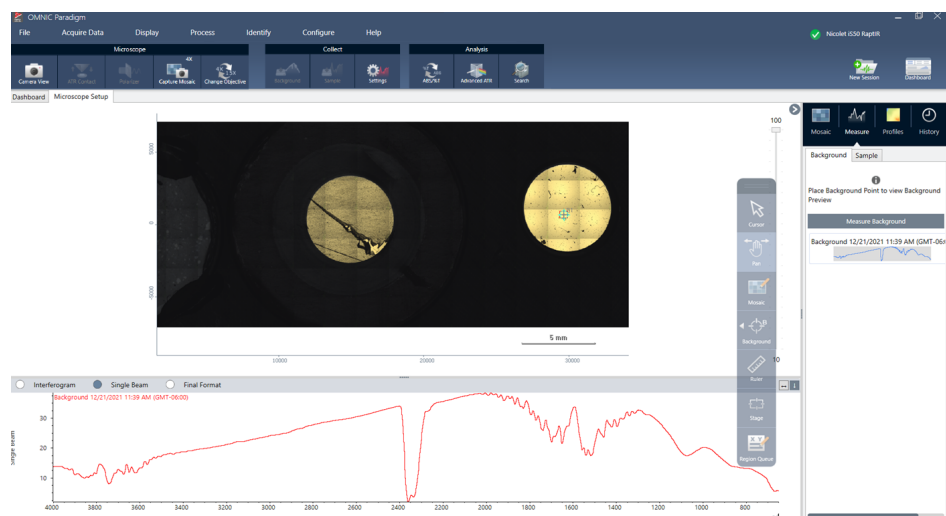 OMNIC Paradigm
File Acquire Data Display Process Identify Configure Help
Nicolet iS50 RaptIR
Microscope Collect Analysis
4X
Camera View ATR Contact Polarizer Capture Mosaic Change Objective Background Sample Settings ABS/%T Advanced ATR Search
New Session Dashboard
Dashboard Microscope Setup
100
Mosaic Measure Profiles History
Background Sample
Place Background Point to view Background
Preview
Measure Background
Background 12/21/2021 11:39 AM (GMT-06:
5000
0
-5000
Cursor
Pan
Mosaic
Background
Ruler
Stage
Region Queue
5 mm
10000 20000 30000
10
Interferogram Single Beam Final Format
Background 12/21/2021 11:39 AM (GMT-06:00)
Single Beam
30
20
10
4000 3800 3600 3400 3200 3000 2800 2600 2400 2200 2000 1800 1600 1400 1200 1000 800